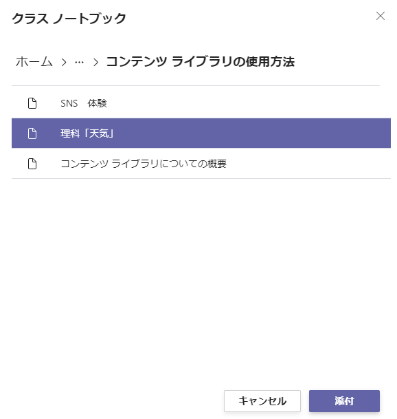 クラス ノートブック
ホーム > ... > コンテンツ ライブラリの使用方法
SNS　体験
理科「天気」
コンテンツ ライブラリについての概要
キャンセル 添付